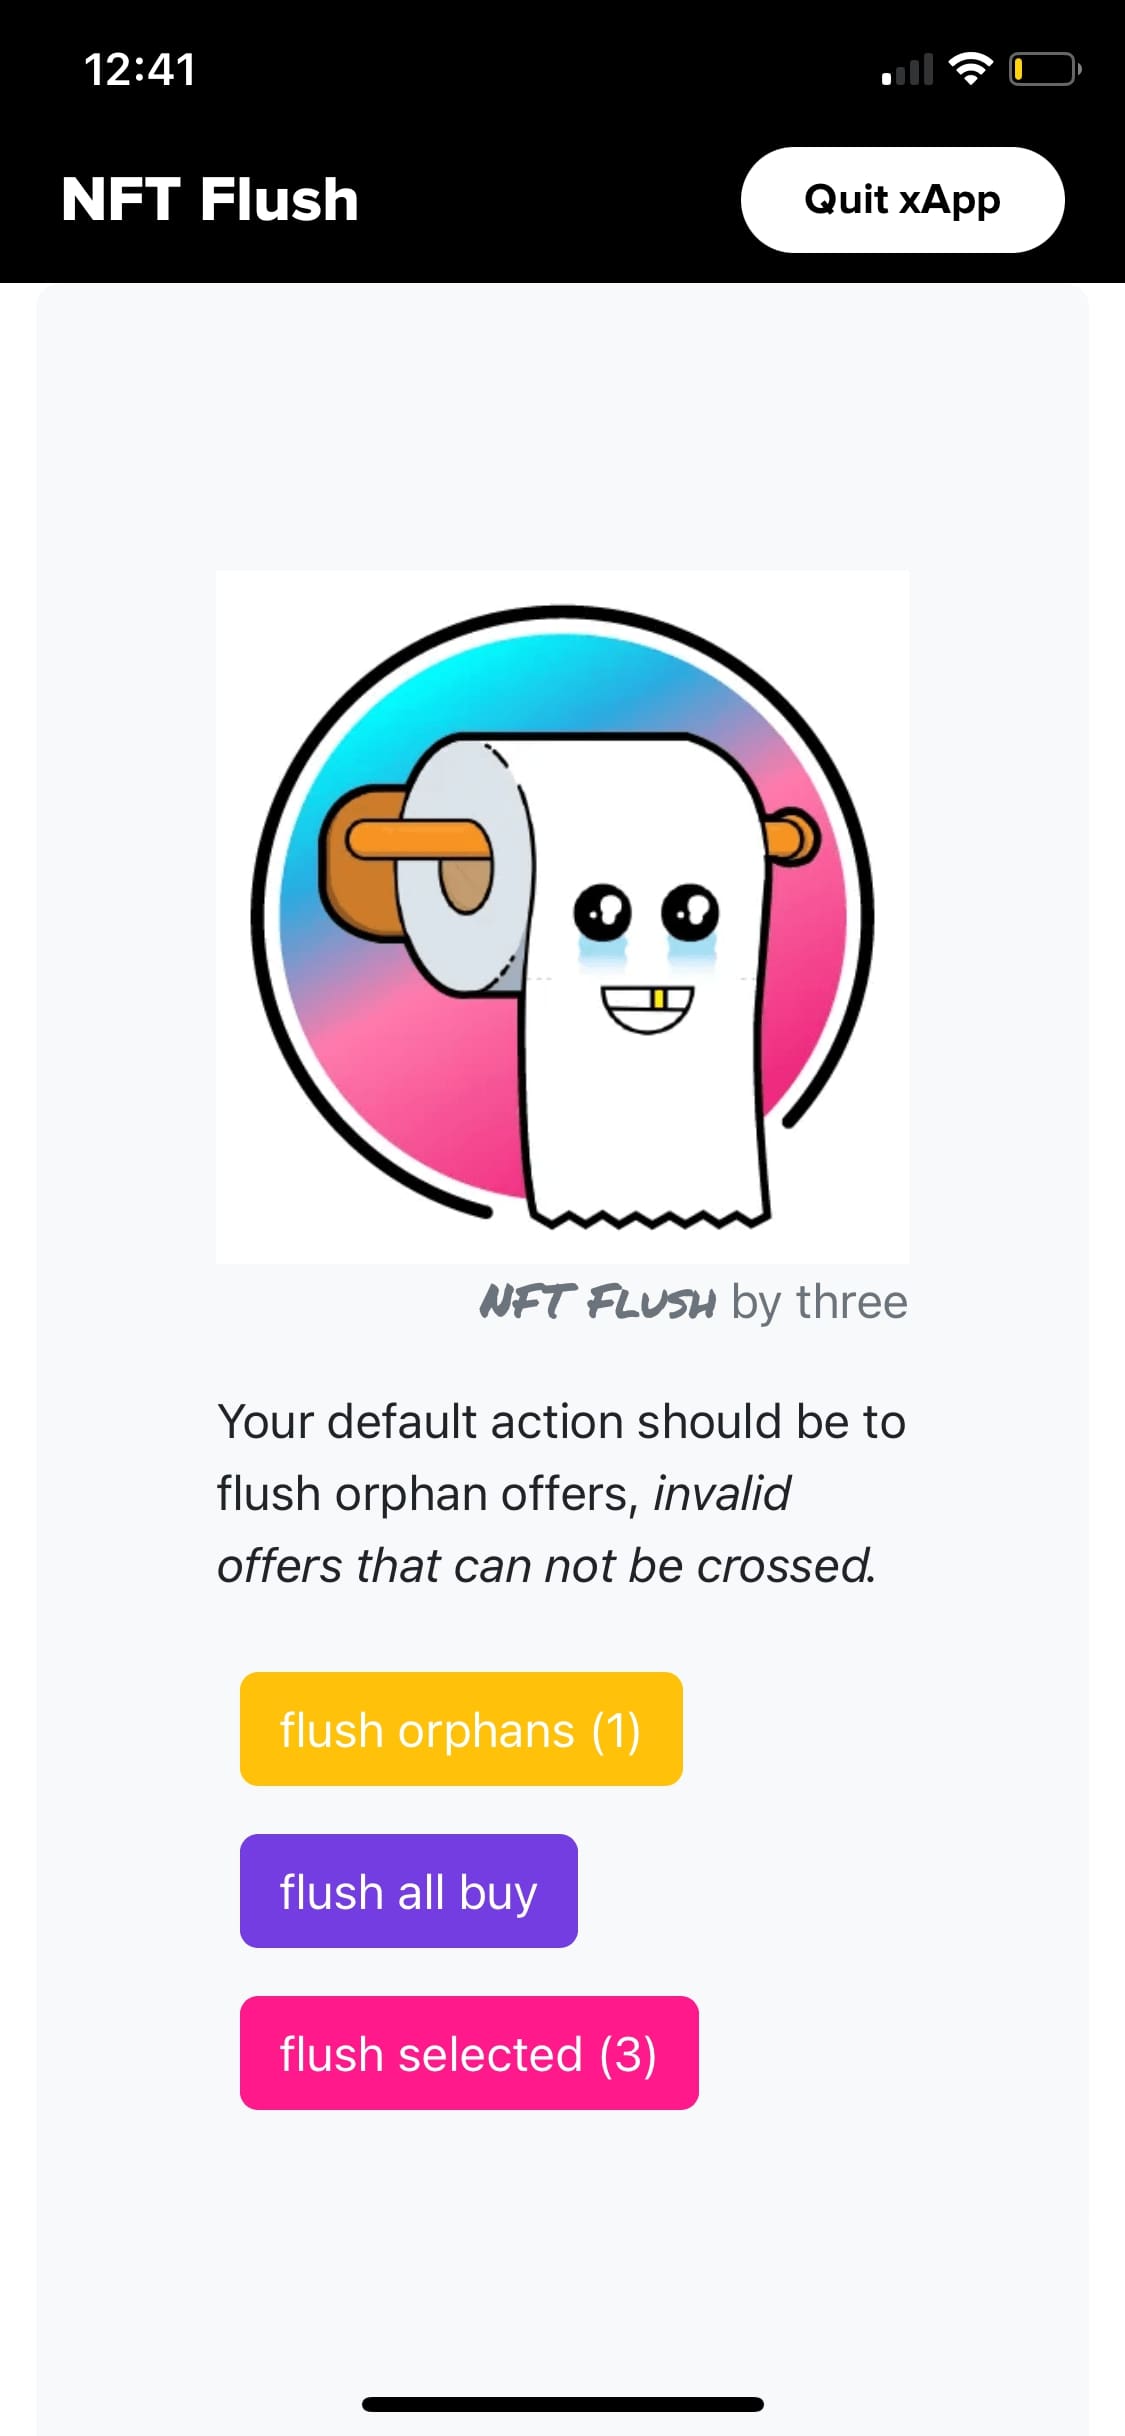 12:41
NFT Flush
Quit xApp
NFT FLUSH by three
Your default action should be to
flush orphan offers, invalid
offers that can not be crossed.
flush orphans (1)
flush all buy
flush selected (3)